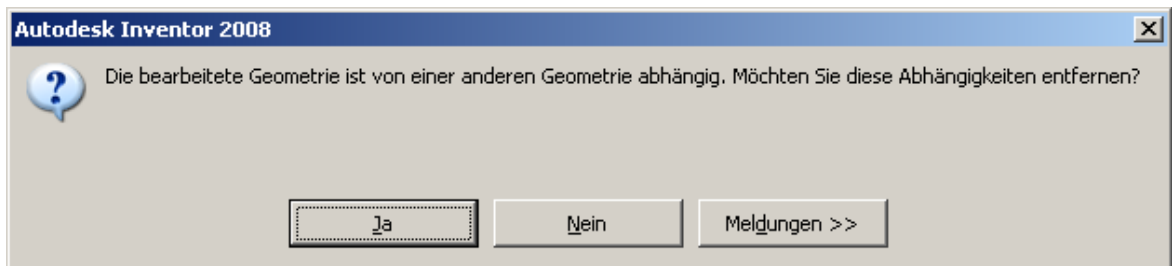 Autodesk Inventor 2008
Die bearbeitete Geometrie ist von einer anderen Geometrie abhängig. Möchten Sie diese Abhängigkeiten entfernen?
Ja
Nein
Meldungen >>